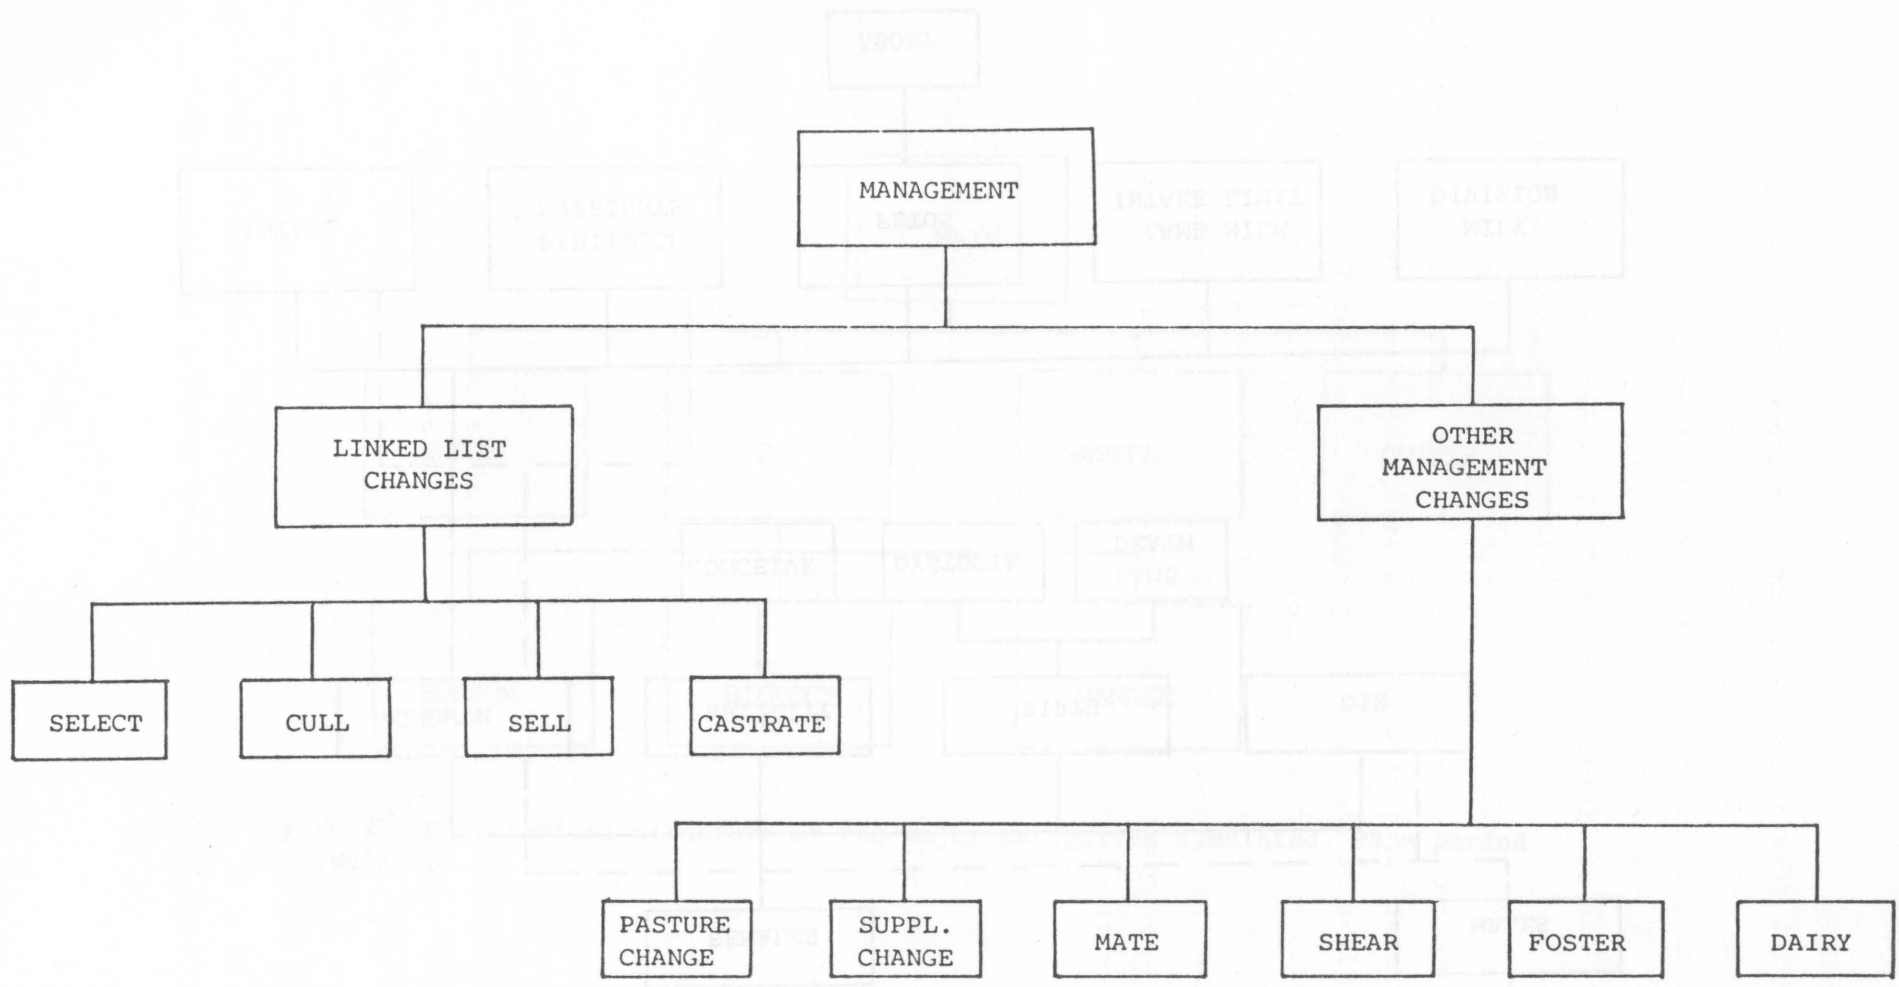 MANAGEMENT
LINKED LIST
CHANGES
OTHER
MANAGEMENT
CHANGES
SELECT
CULL
SELL
CASTRATE
PASTURE
CHANGE
SUPPL.
CHANGE
MATE
SHEAR
FOSTER
DAIRY